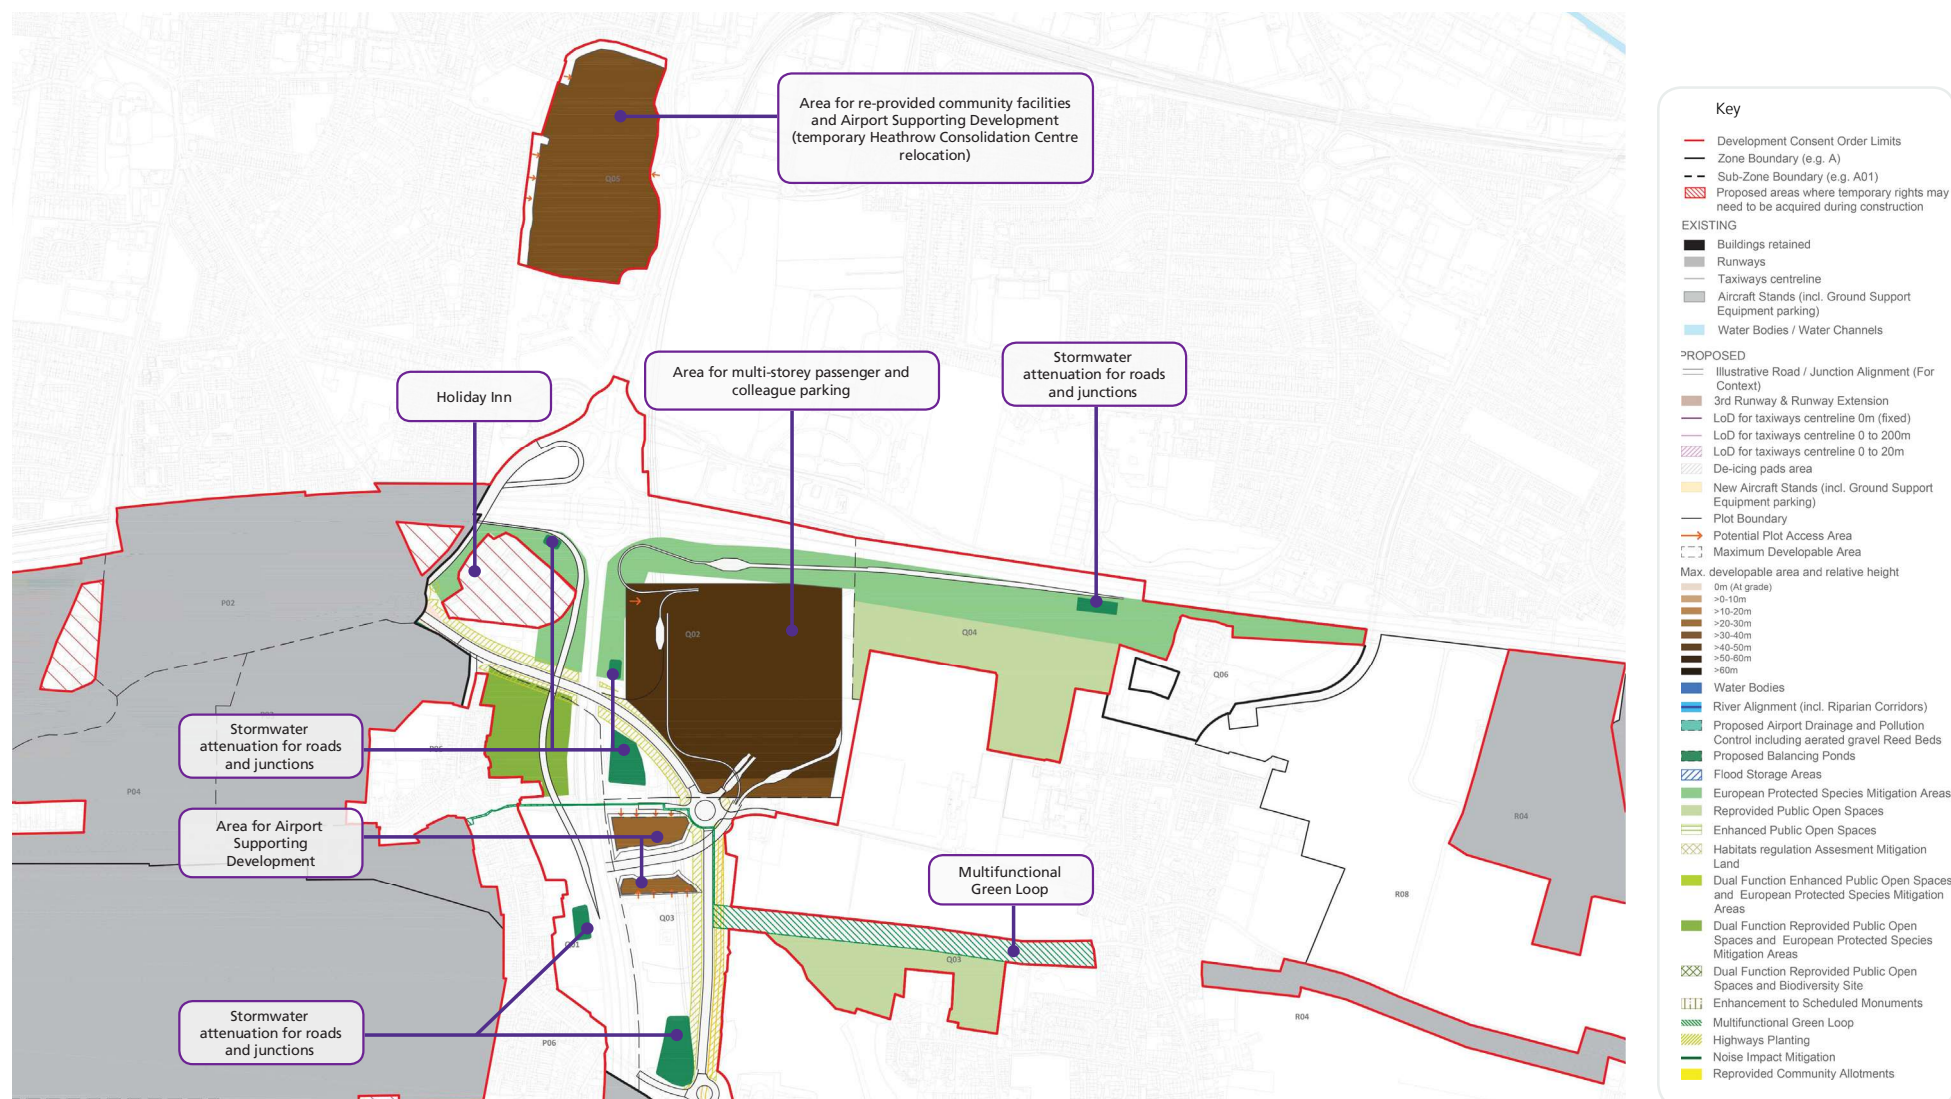 Area for re-provided community facilities
and Airport Supporting Development
(temporary Heathrow Consolidation Centre
relocation)
Q05
Holiday Inn
Area for multi-storey passenger and
colleague parking
Stormwater
attenuation for roads
and junctions
P02
Q02
Q04
Q06
Stormwater
attenuation for roads
and junctions
P04
R04
Area for Airport
Supporting
Development
Multifunctional
Green Loop
R08
Q03
Q03
R04
Stormwater
attenuation for roads
and junctions
P06
Key
Development Consent Order Limits
Zone Boundary (e.g. A)
Sub-Zone Boundary (e.g. A01)
Proposed areas where temporary rights may
need to be acquired during construction
EXISTING
Buildings retained
Runways
Taxiways centreline
Aircraft Stands (incl. Ground Support
Equipment parking)
Water Bodies / Water Channels
PROPOSED
Illustrative Road / Junction Alignment (For
Context)
3rd Runway & Runway Extension
LoD for taxiways centreline 0m (fixed)
LoD for taxiways centreline 0 to 200m
LoD for taxiways centreline 0 to 20m
De-icing pads area
New Aircraft Stands (incl. Ground Support
Equipment parking)
Plot Boundary
Potential Plot Access Area
Maximum Developable Area
Max. developable area and relative height
0m (At grade)
>0-10m
>10-20m
>20-30m
>30-40m
>40-50m
>50-60m
>60m
Water Bodies
River Alignment (incl. Riparian Corridors)
Proposed Airport Drainage and Pollution
Control including aerated gravel Reed Beds
Proposed Balancing Ponds
Flood Storage Areas
European Protected Species Mitigation Areas
Reprovided Public Open Spaces
Enhanced Public Open Spaces
Habitats regulation Assesment Mitigation
Land
Dual Function Enhanced Public Open Spaces
and European Protected Species Mitigation
Areas
Dual Function Reprovided Public Open
Spaces and European Protected Species
Mitigation Areas
Dual Function Reprovided Public Open
Spaces and Biodiversity Site
Enhancement to Scheduled Monuments
Multifunctional Green Loop
Highways Planting
Noise Impact Mitigation
Reprovided Community Allotments